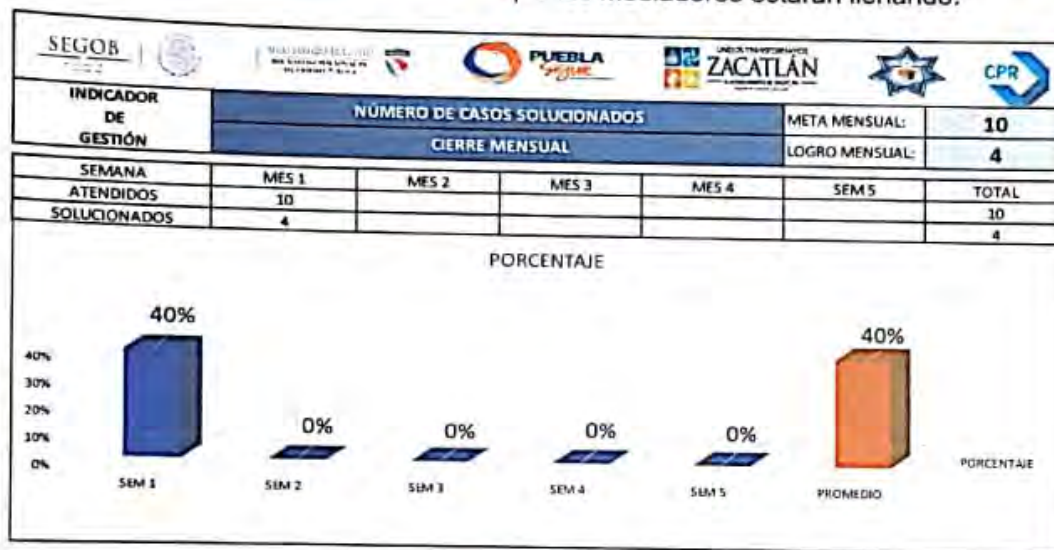 estarán llenando.
SEGOB
PUEBLA
Sigue
ZACATLÁN
CPR
INDICADOR
DE
GESTIÓN
NÚMERO DE CASOS SOLUCIONADOS
CIERRE MENSUAL
META MENSUAL: 10
LOGRO MENSUAL: 4
SEMANA MES 1 MES 2 MES 3 MES 4 SEM 5 TOTAL
ATENDIDOS 10 10
SOLUCIONADOS 4 4
PORCENTAJE
40% 0% 0% 0% 0% 40%
40%
30%
20%
10%
0%
SEM 1 SEM 2 SEM 3 SEM 4 SEM 5 PROMEDIO
PORCENTAJE